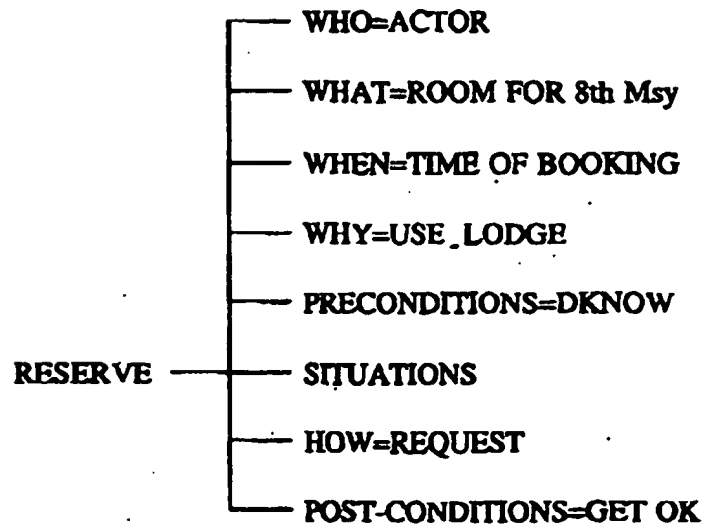 WHO=ACTOR
WHAT=ROOM FOR 8th Msy
WHEN=TIME OF BOOKING
WHY=USE_LODGE
PRECONDITIONS=DKNOW
RESERVE
SITUATIONS
HOW=REQUEST
POST-CONDITIONS=GET OK